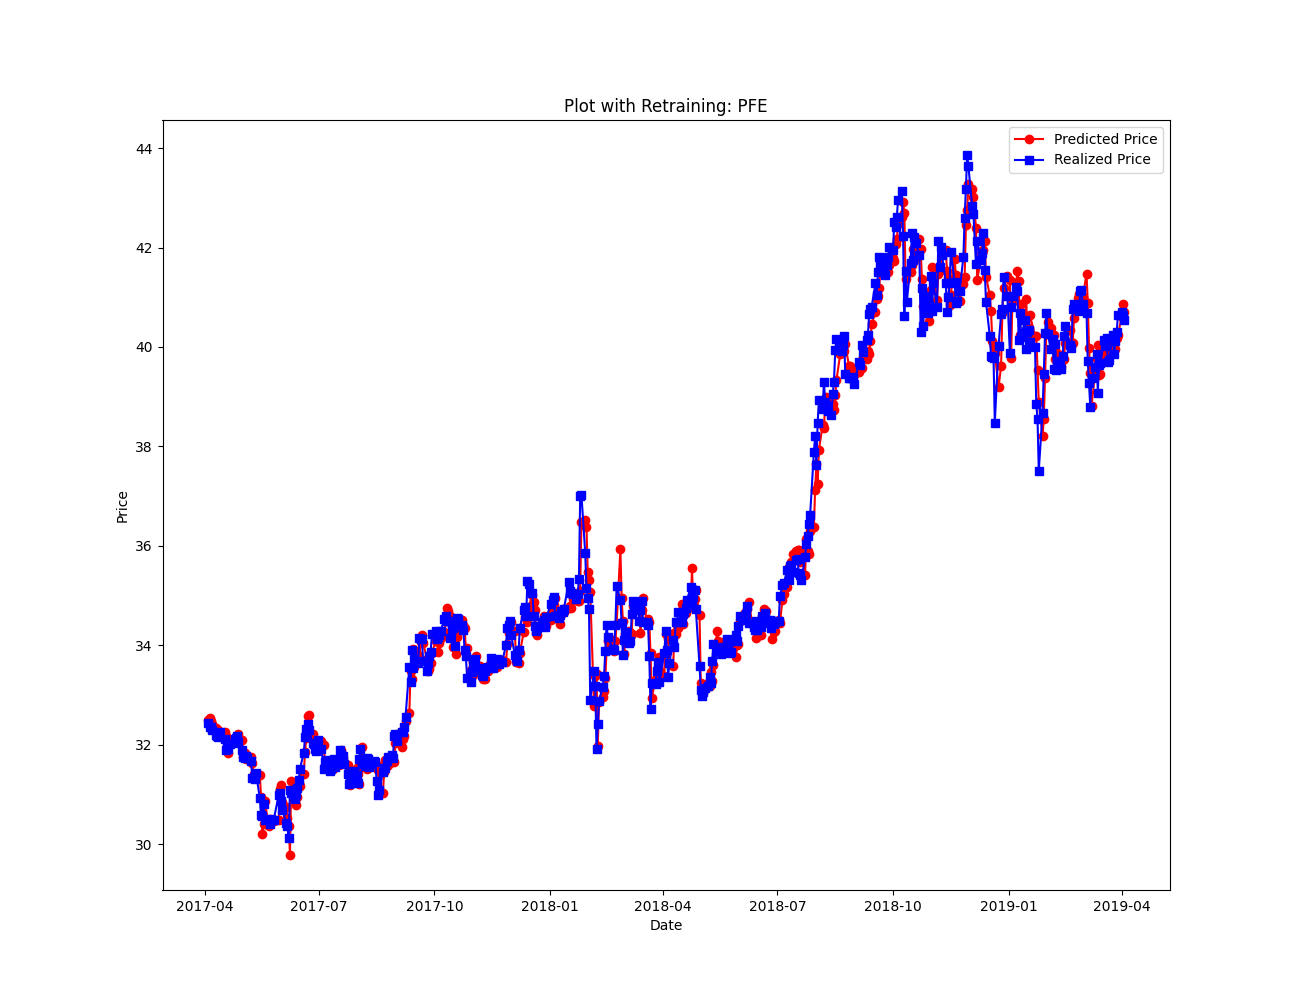 Plot with Retraining: PFE
Predicted Price
Realized Price
44
42
40
38
36
34
32
30
Price
2017-04 2017-07 2017-10 2018-01 2018-04 2018-07 2018-10 2019-01 2019-04
Date